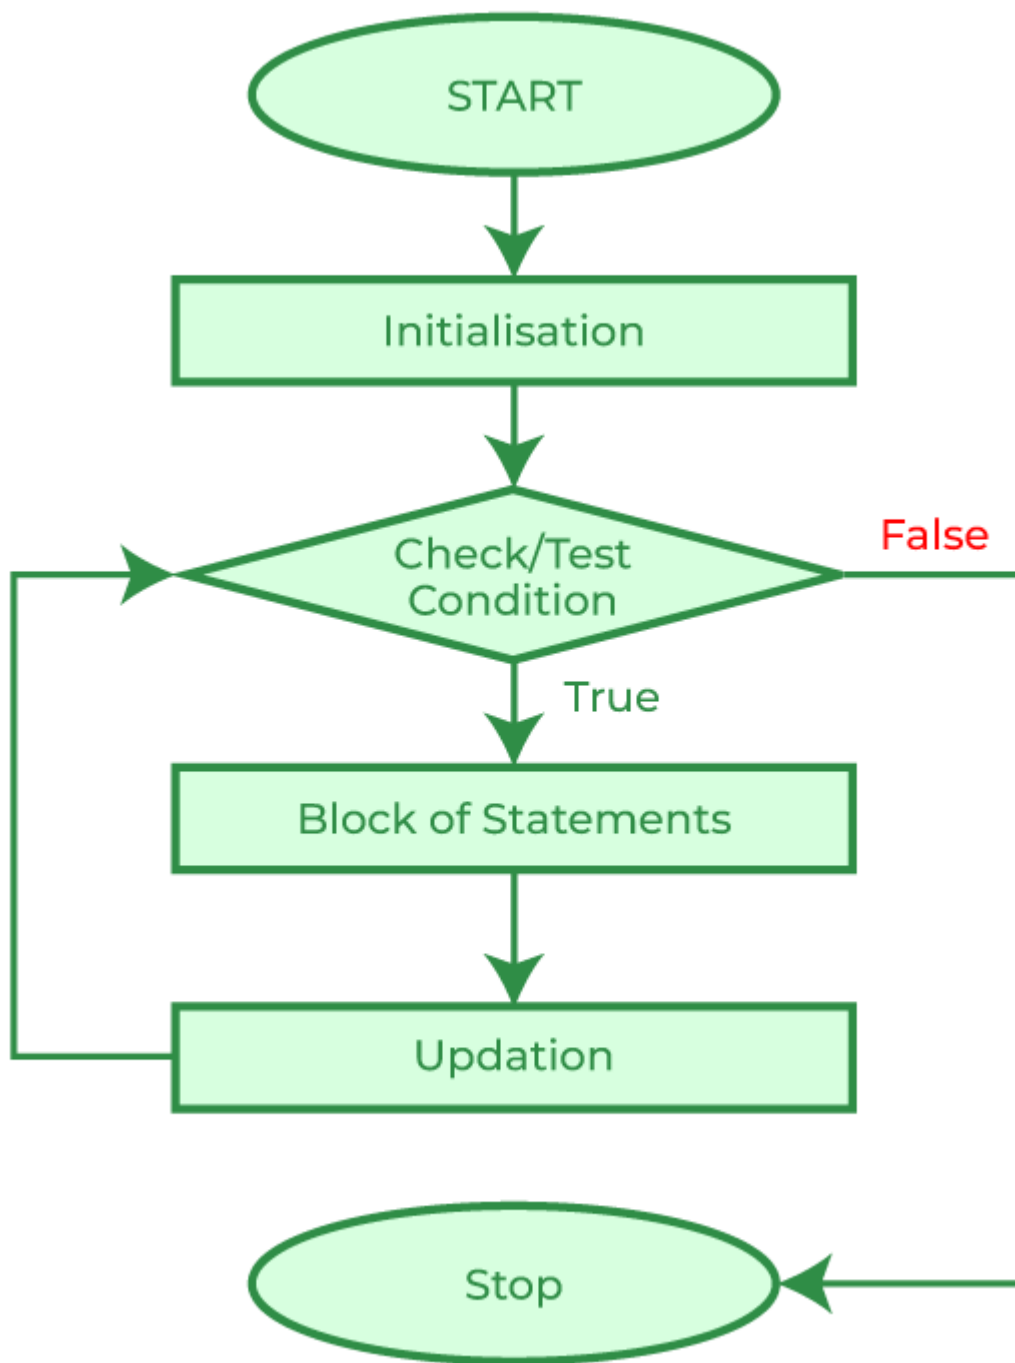 START
Initialisation
Check/Test
Condition
False
True
Block of Statements
Updation
Stop